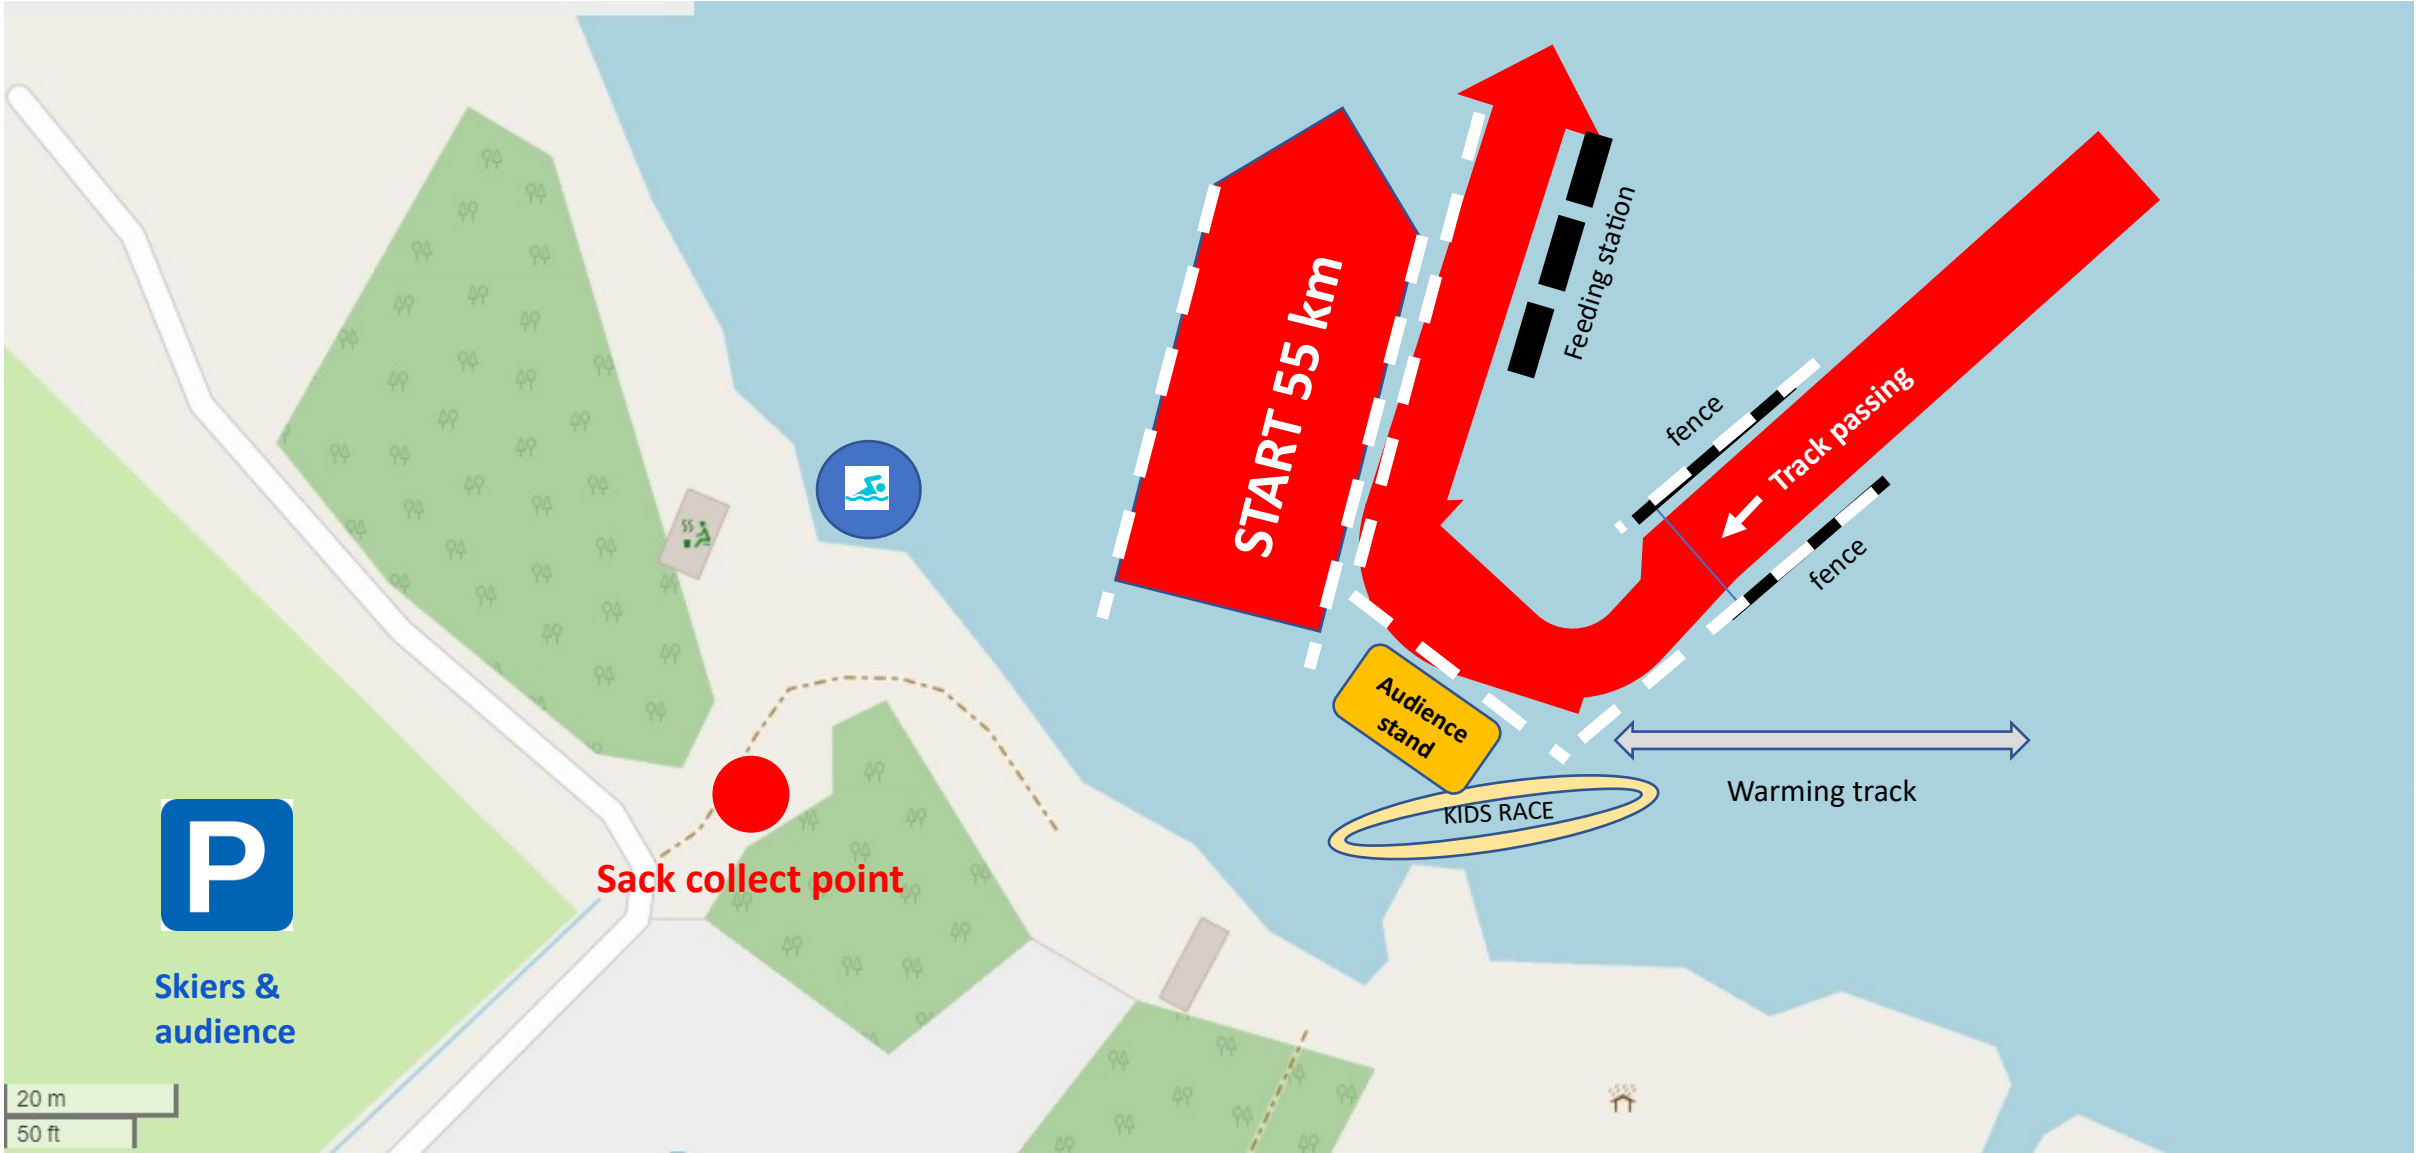 START 55 km
Feeding station
fence
Track passing
fence
Audience
stand
KIDS RACE
Warming track
Sack collect point
P
Skiers &
audience
20 m
50 ft